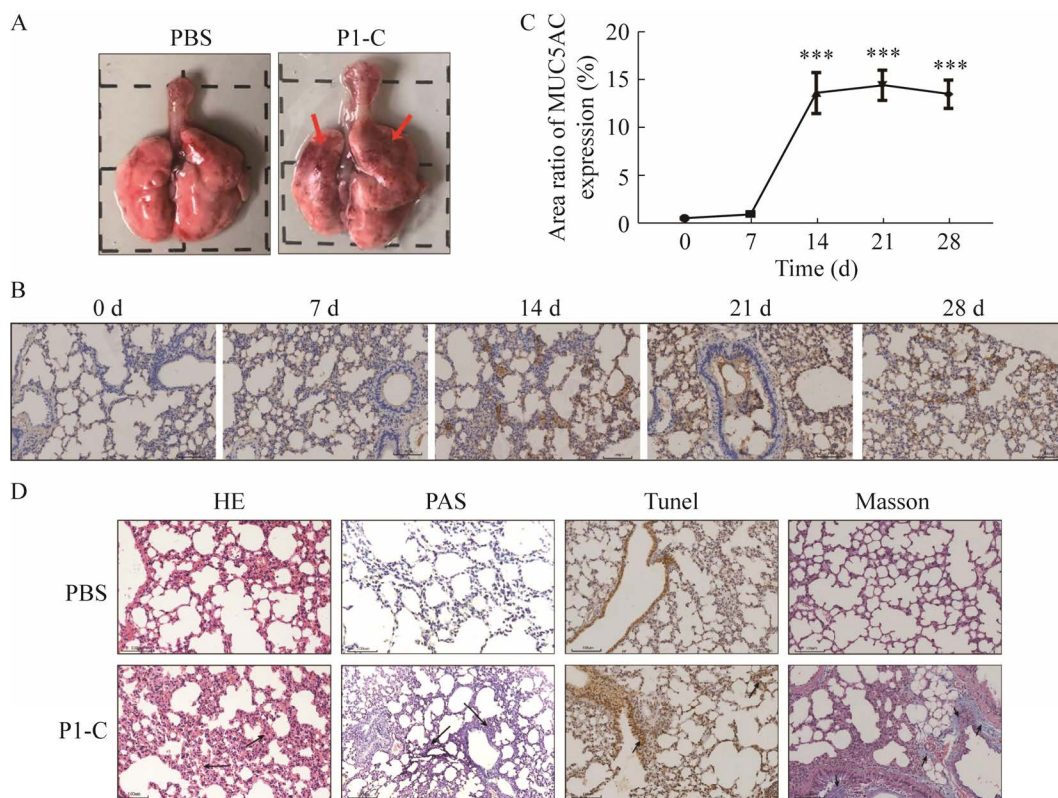 A
PBS
P1-C
C
Area ratio of MUC5AC
expression (%)
20
15
10
5
0
***
***
***
0 7 14 21 28
Time (d)
B
0 d 7 d 14 d 21 d 28 d
D
HE PAS Tunel Masson
PBS
P1-C